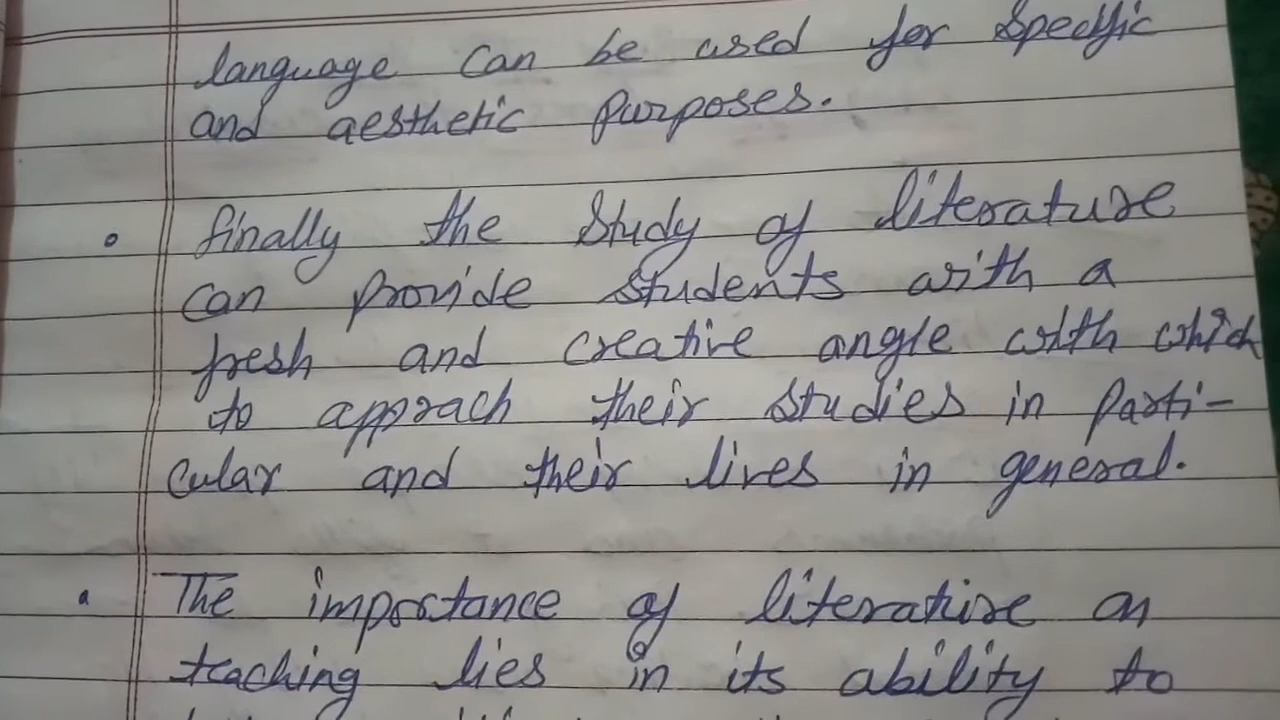 language can be used for specific
and aesthetic purposes.
finally the study of literature
can provide students with a
fresh and creative angle with which
to apprach their studies in parti-
cular and their lives in general.
The importance of literature on
teaching lies in its ability to